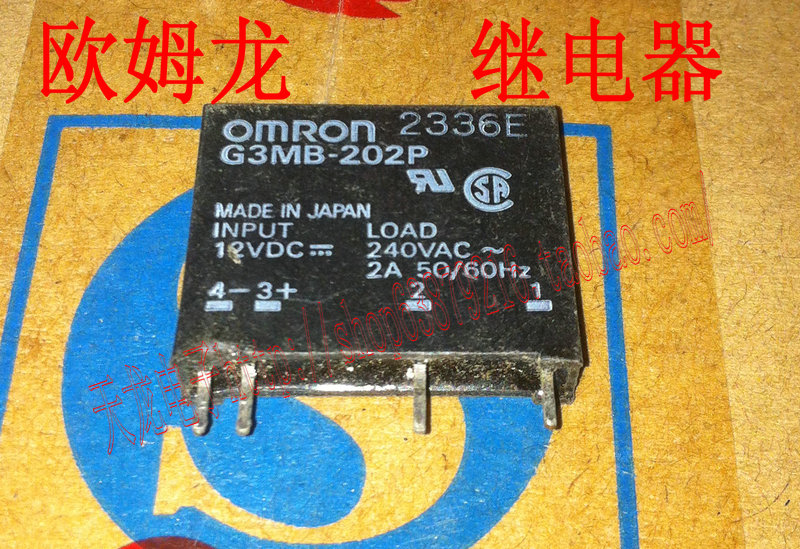 欧姆龙 继电器
OMRON 2336E
G3MB-202P
MADE IN JAPAN
INPUT LOAD
12VDC 240VAC ~
2A 50/60Hz
4- 3+ 2 1